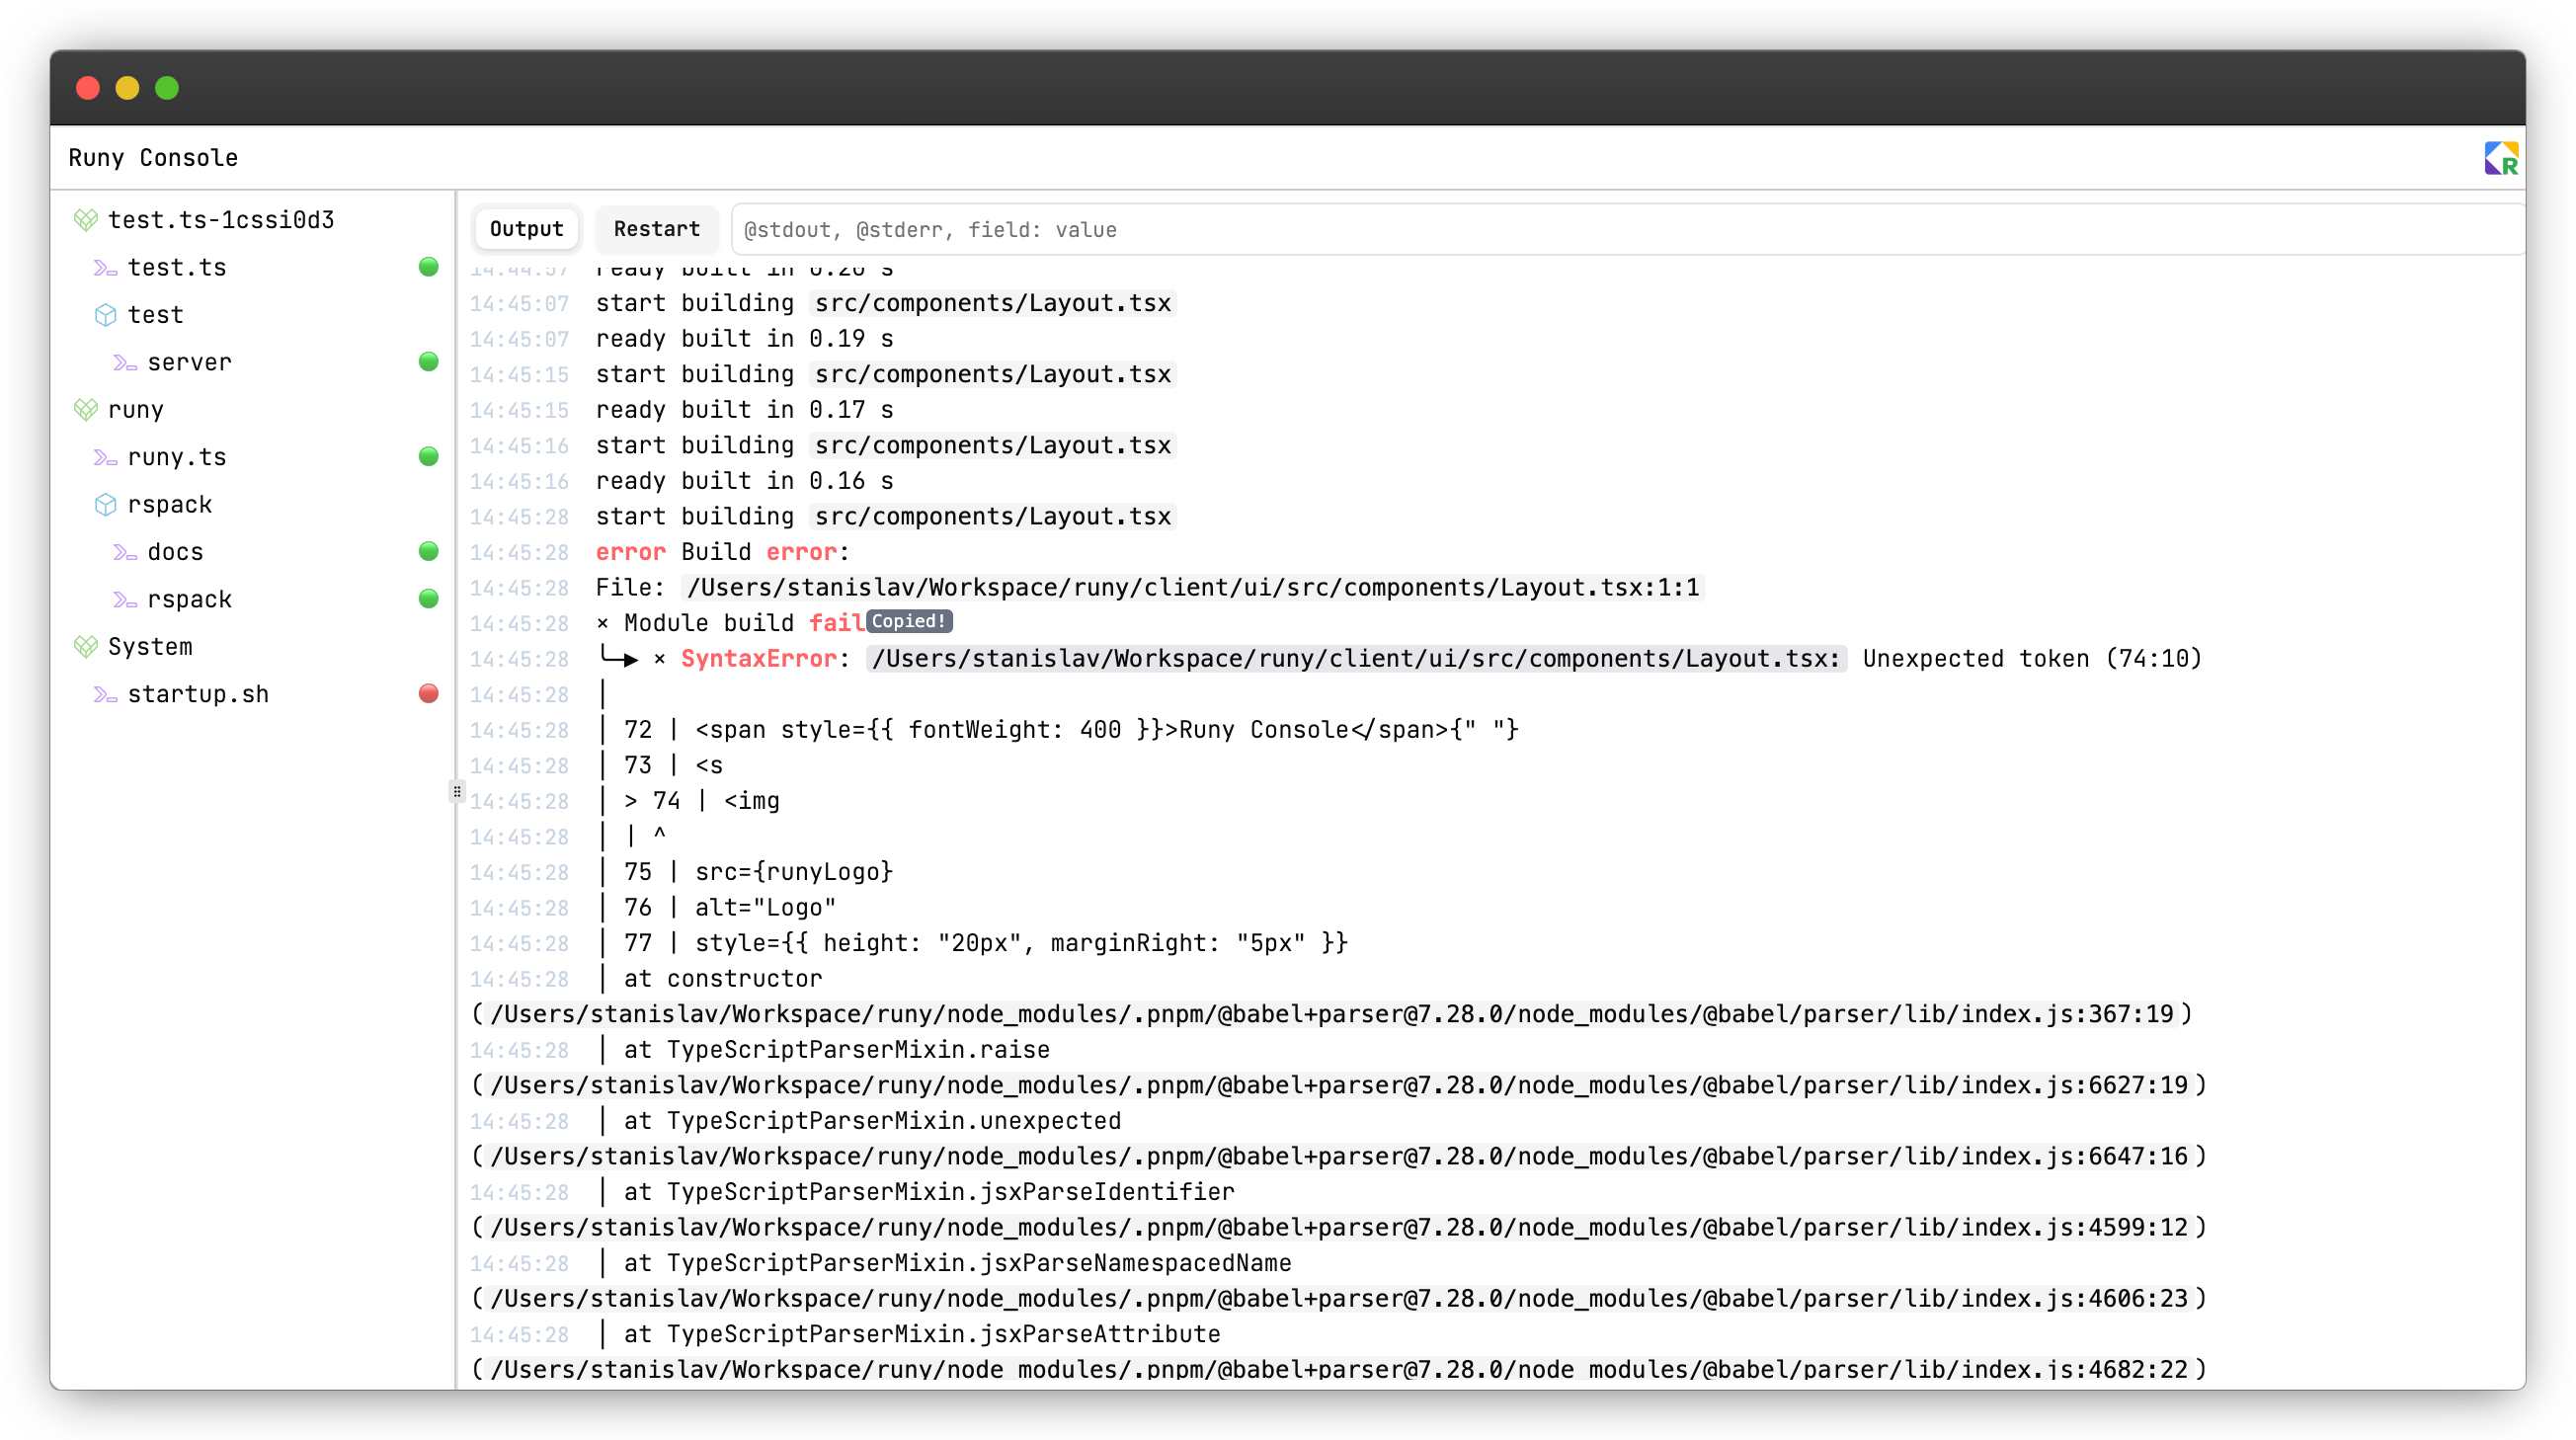 Runy Console
test.ts-1cssi0d3
test.ts
test
server
runy
runy.ts
rspack
docs
rspack
System
startup.sh
Output Restart @stdout, @stderr, field: value
14:44:57 ready built in 0.20 s
14:45:07 start building src/components/Layout.tsx
14:45:07 ready built in 0.19 s
14:45:15 start building src/components/Layout.tsx
14:45:15 ready built in 0.17 s
14:45:16 start building src/components/Layout.tsx
14:45:16 ready built in 0.16 s
14:45:28 start building src/components/Layout.tsx
14:45:28 error Build error:
14:45:28 File: /Users/stanislav/Workspace/runy/client/ui/src/components/Layout.tsx:1:1
14:45:28 × Module build fail Copied!
14:45:28 ╰─▶ × SyntaxError: /Users/stanislav/Workspace/runy/client/ui/src/components/Layout.tsx: Unexpected token (74:10)
14:45:28 │
14:45:28 │ 72 | <span style={{ fontWeight: 400 }}>Runy Console</span>{" "}
14:45:28 │ 73 | <s
14:45:28 │ > 74 | <img
14:45:28 │ | ^
14:45:28 │ 75 | src={runyLogo}
14:45:28 │ 76 | alt="Logo"
14:45:28 │ 77 | style={{ height: "20px", marginRight: "5px" }}
14:45:28 │ at constructor
(/Users/stanislav/Workspace/runy/node_modules/.pnpm/@babel+parser@7.28.0/node_modules/@babel/parser/lib/index.js:367:19)
14:45:28 │ at TypeScriptParserMixin.raise
(/Users/stanislav/Workspace/runy/node_modules/.pnpm/@babel+parser@7.28.0/node_modules/@babel/parser/lib/index.js:6627:19)
14:45:28 │ at TypeScriptParserMixin.unexpected
(/Users/stanislav/Workspace/runy/node_modules/.pnpm/@babel+parser@7.28.0/node_modules/@babel/parser/lib/index.js:6647:16)
14:45:28 │ at TypeScriptParserMixin.jsxParseIdentifier
(/Users/stanislav/Workspace/runy/node_modules/.pnpm/@babel+parser@7.28.0/node_modules/@babel/parser/lib/index.js:4599:12)
14:45:28 │ at TypeScriptParserMixin.jsxParseNamespacedName
(/Users/stanislav/Workspace/runy/node_modules/.pnpm/@babel+parser@7.28.0/node_modules/@babel/parser/lib/index.js:4606:23)
14:45:28 │ at TypeScriptParserMixin.jsxParseAttribute
(/Users/stanislav/Workspace/runy/node_modules/.pnpm/@babel+parser@7.28.0/node_modules/@babel/parser/lib/index.js:4682:22)